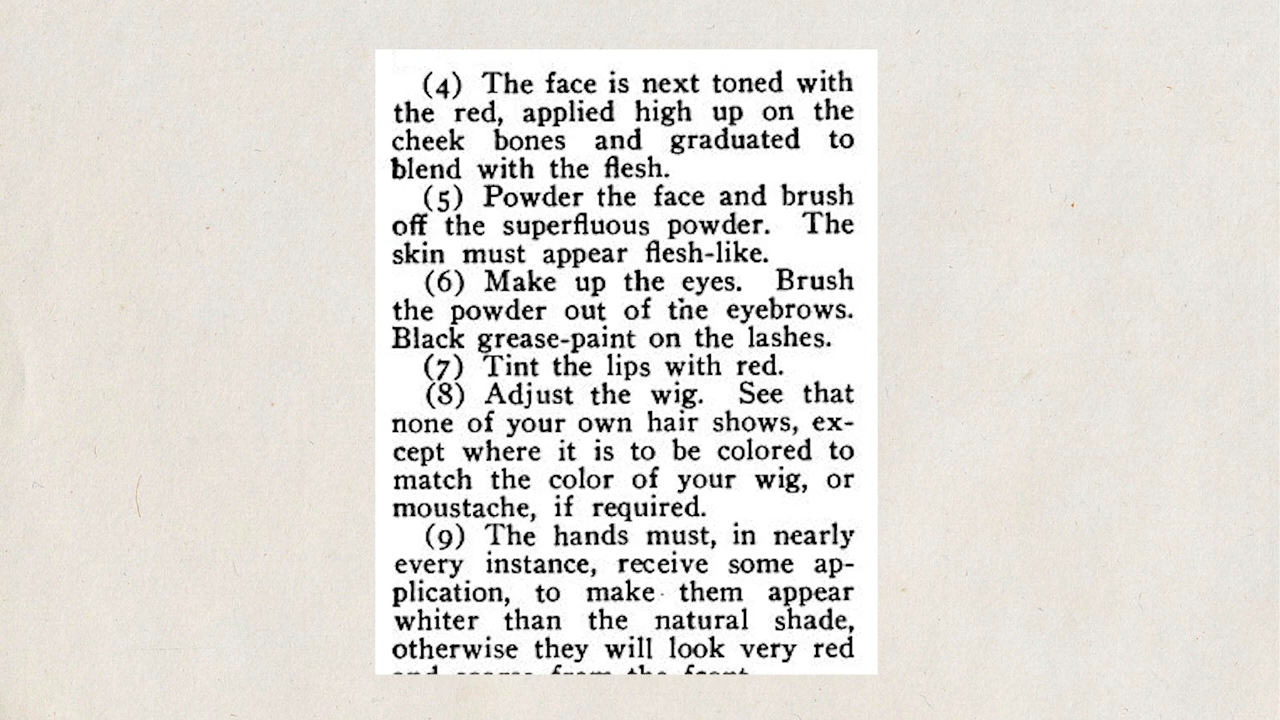 (4) The face is next toned with
the red, applied high up on the
cheek bones and graduated to
blend with the flesh.
(5) Powder the face and brush
off the superfluous powder. The
skin must appear flesh-like.
(6) Make up the eyes. Brush
the powder out of the eyebrows.
Black grease-paint on the lashes.
(7) Tint the lips with red.
(8) Adjust the wig. See that
none of your own hair shows, ex-
cept where it is to be colored to
match the color of your wig, or
moustache, if required.
(9) The hands must, in nearly
every instance, receive some ap-
plication, to make them appear
whiter than the natural shade,
otherwise they will look very red
from the front